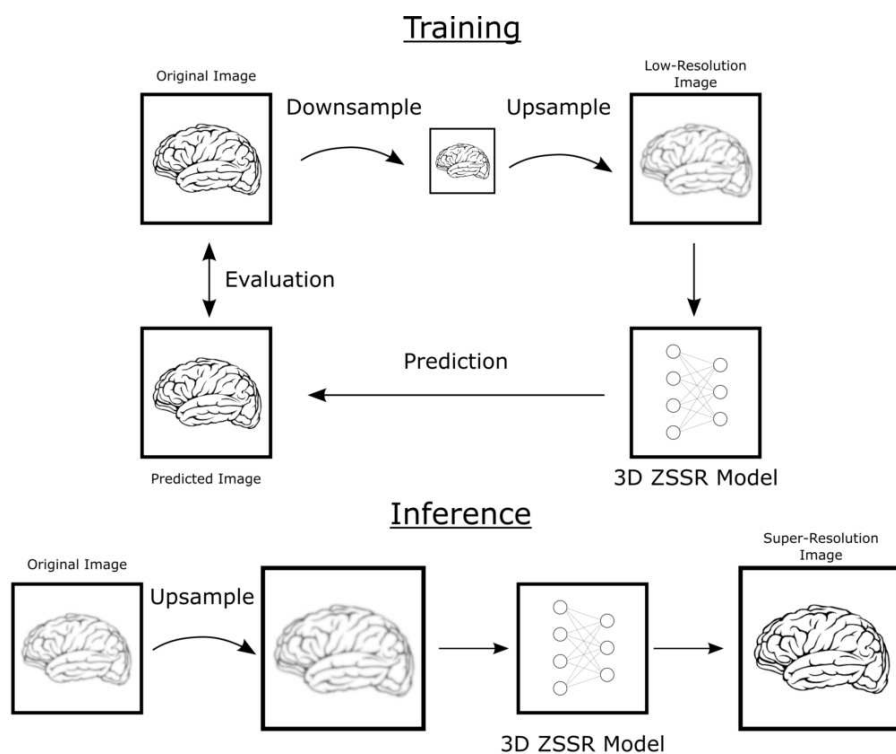 Training
Original Image
Low-Resolution
Image
Downsample
Upsample
Evaluation
Prediction
Predicted Image
3D ZSSR Model
Inference
Original Image
Super-Resolution
Image
Upsample
3D ZSSR Model